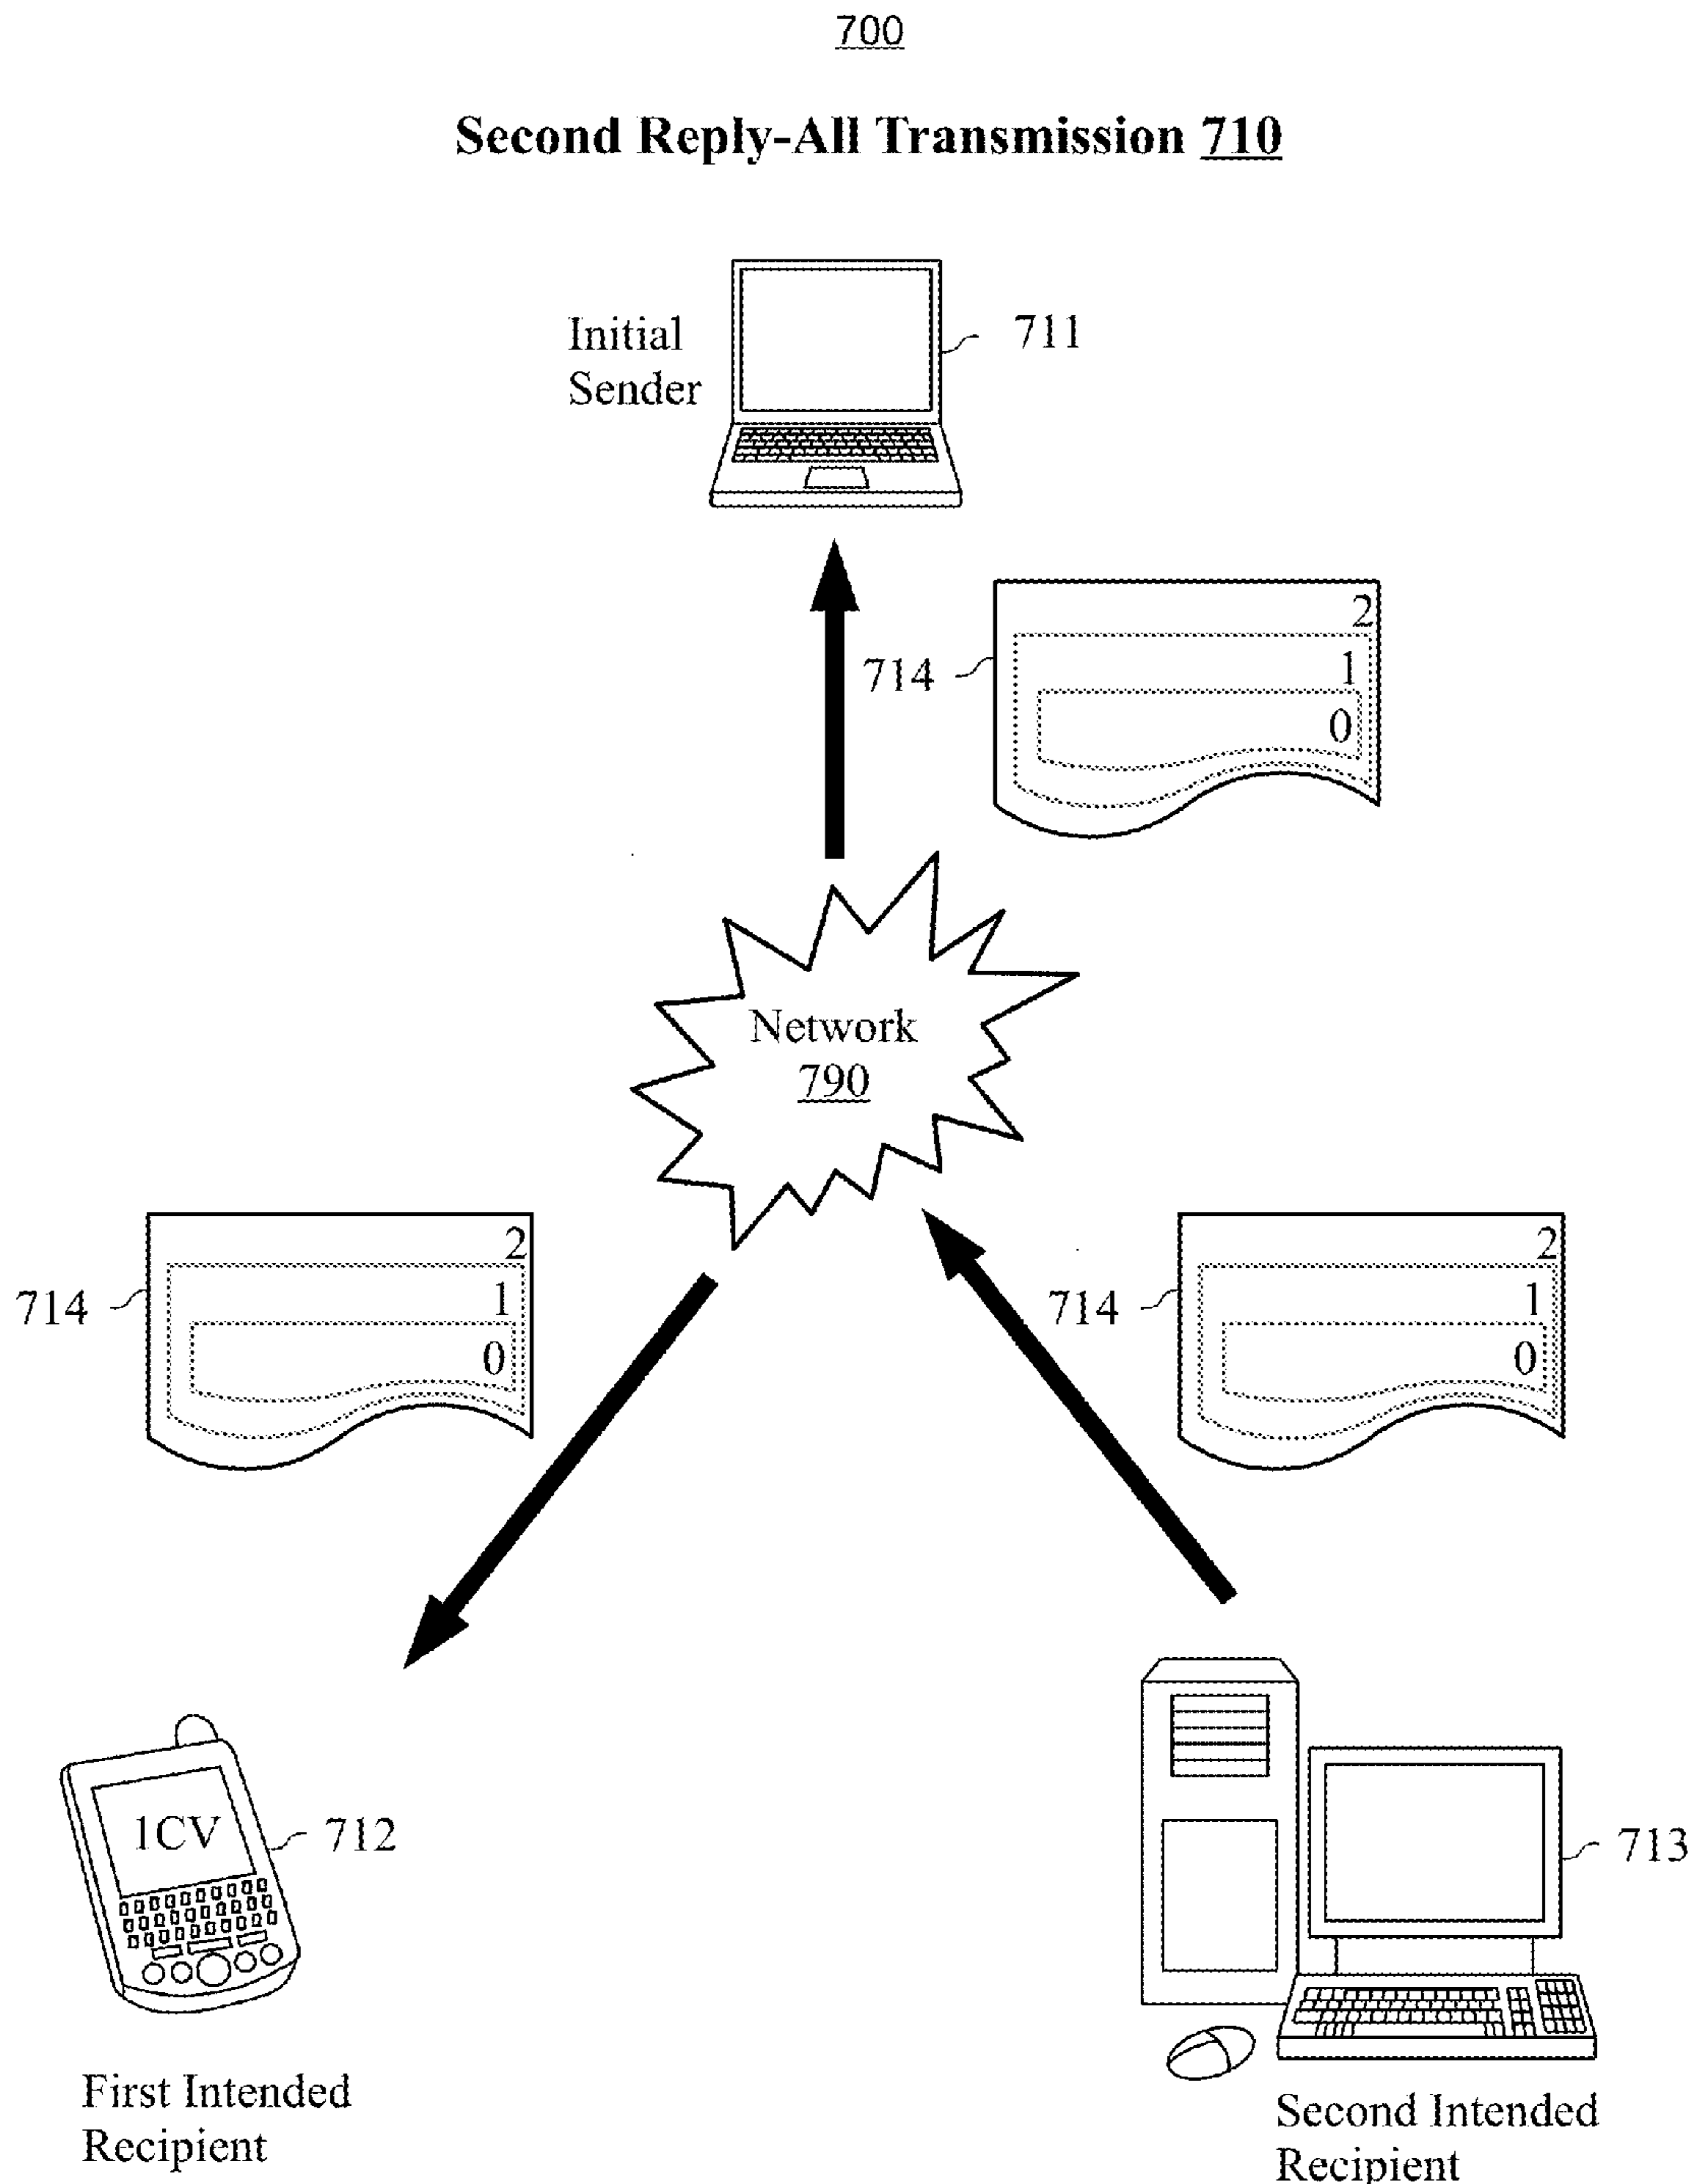 700
Second Reply-All Transmission 710
Initial
Sender
711
2
714
1
0
Network
790
2
714
1
0
2
714
1
0
1CV
712
713
First Intended
Recipient
Second Intended
Recipient